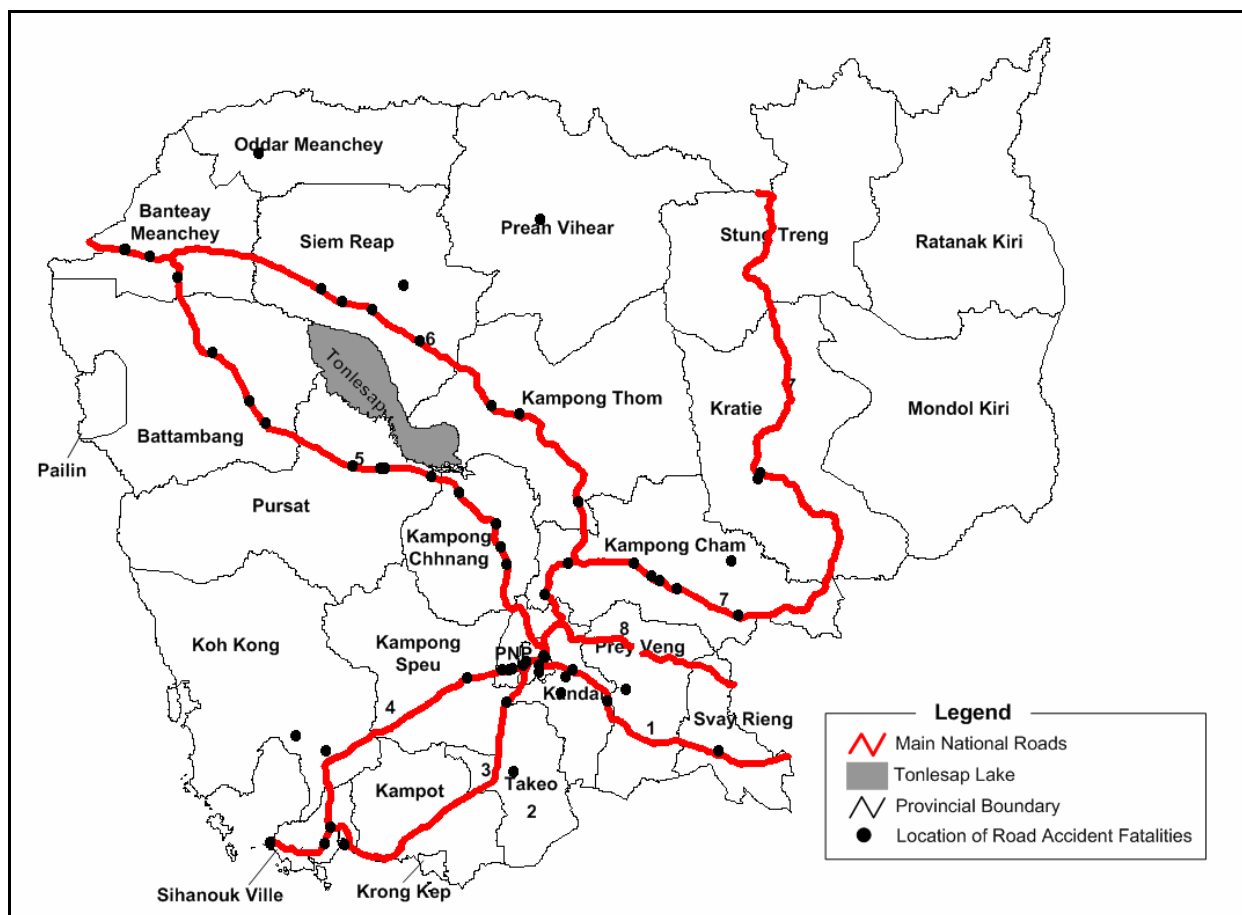 Oddar Meanchey
Banteay
Meanchey
Siem Reap
Preah Vihear
Stung Treng
Ratanak Kiri
6
Tonlesap
Kampong Thom
7
Kratie
Mondol Kiri
Battambang
Pailin
5
Pursat
Kampong
Chhnang
Kampong Cham
7
Koh Kong
Kampong
Speu
PNP
8
Prey Veng
Kandal
4
1
Svay Rieng
3
Takeo
2
Kampot
Sihanouk Ville
Krong Kep
Legend
Main National Roads
Tonlesap Lake
Provincial Boundary
Location of Road Accident Fatalities